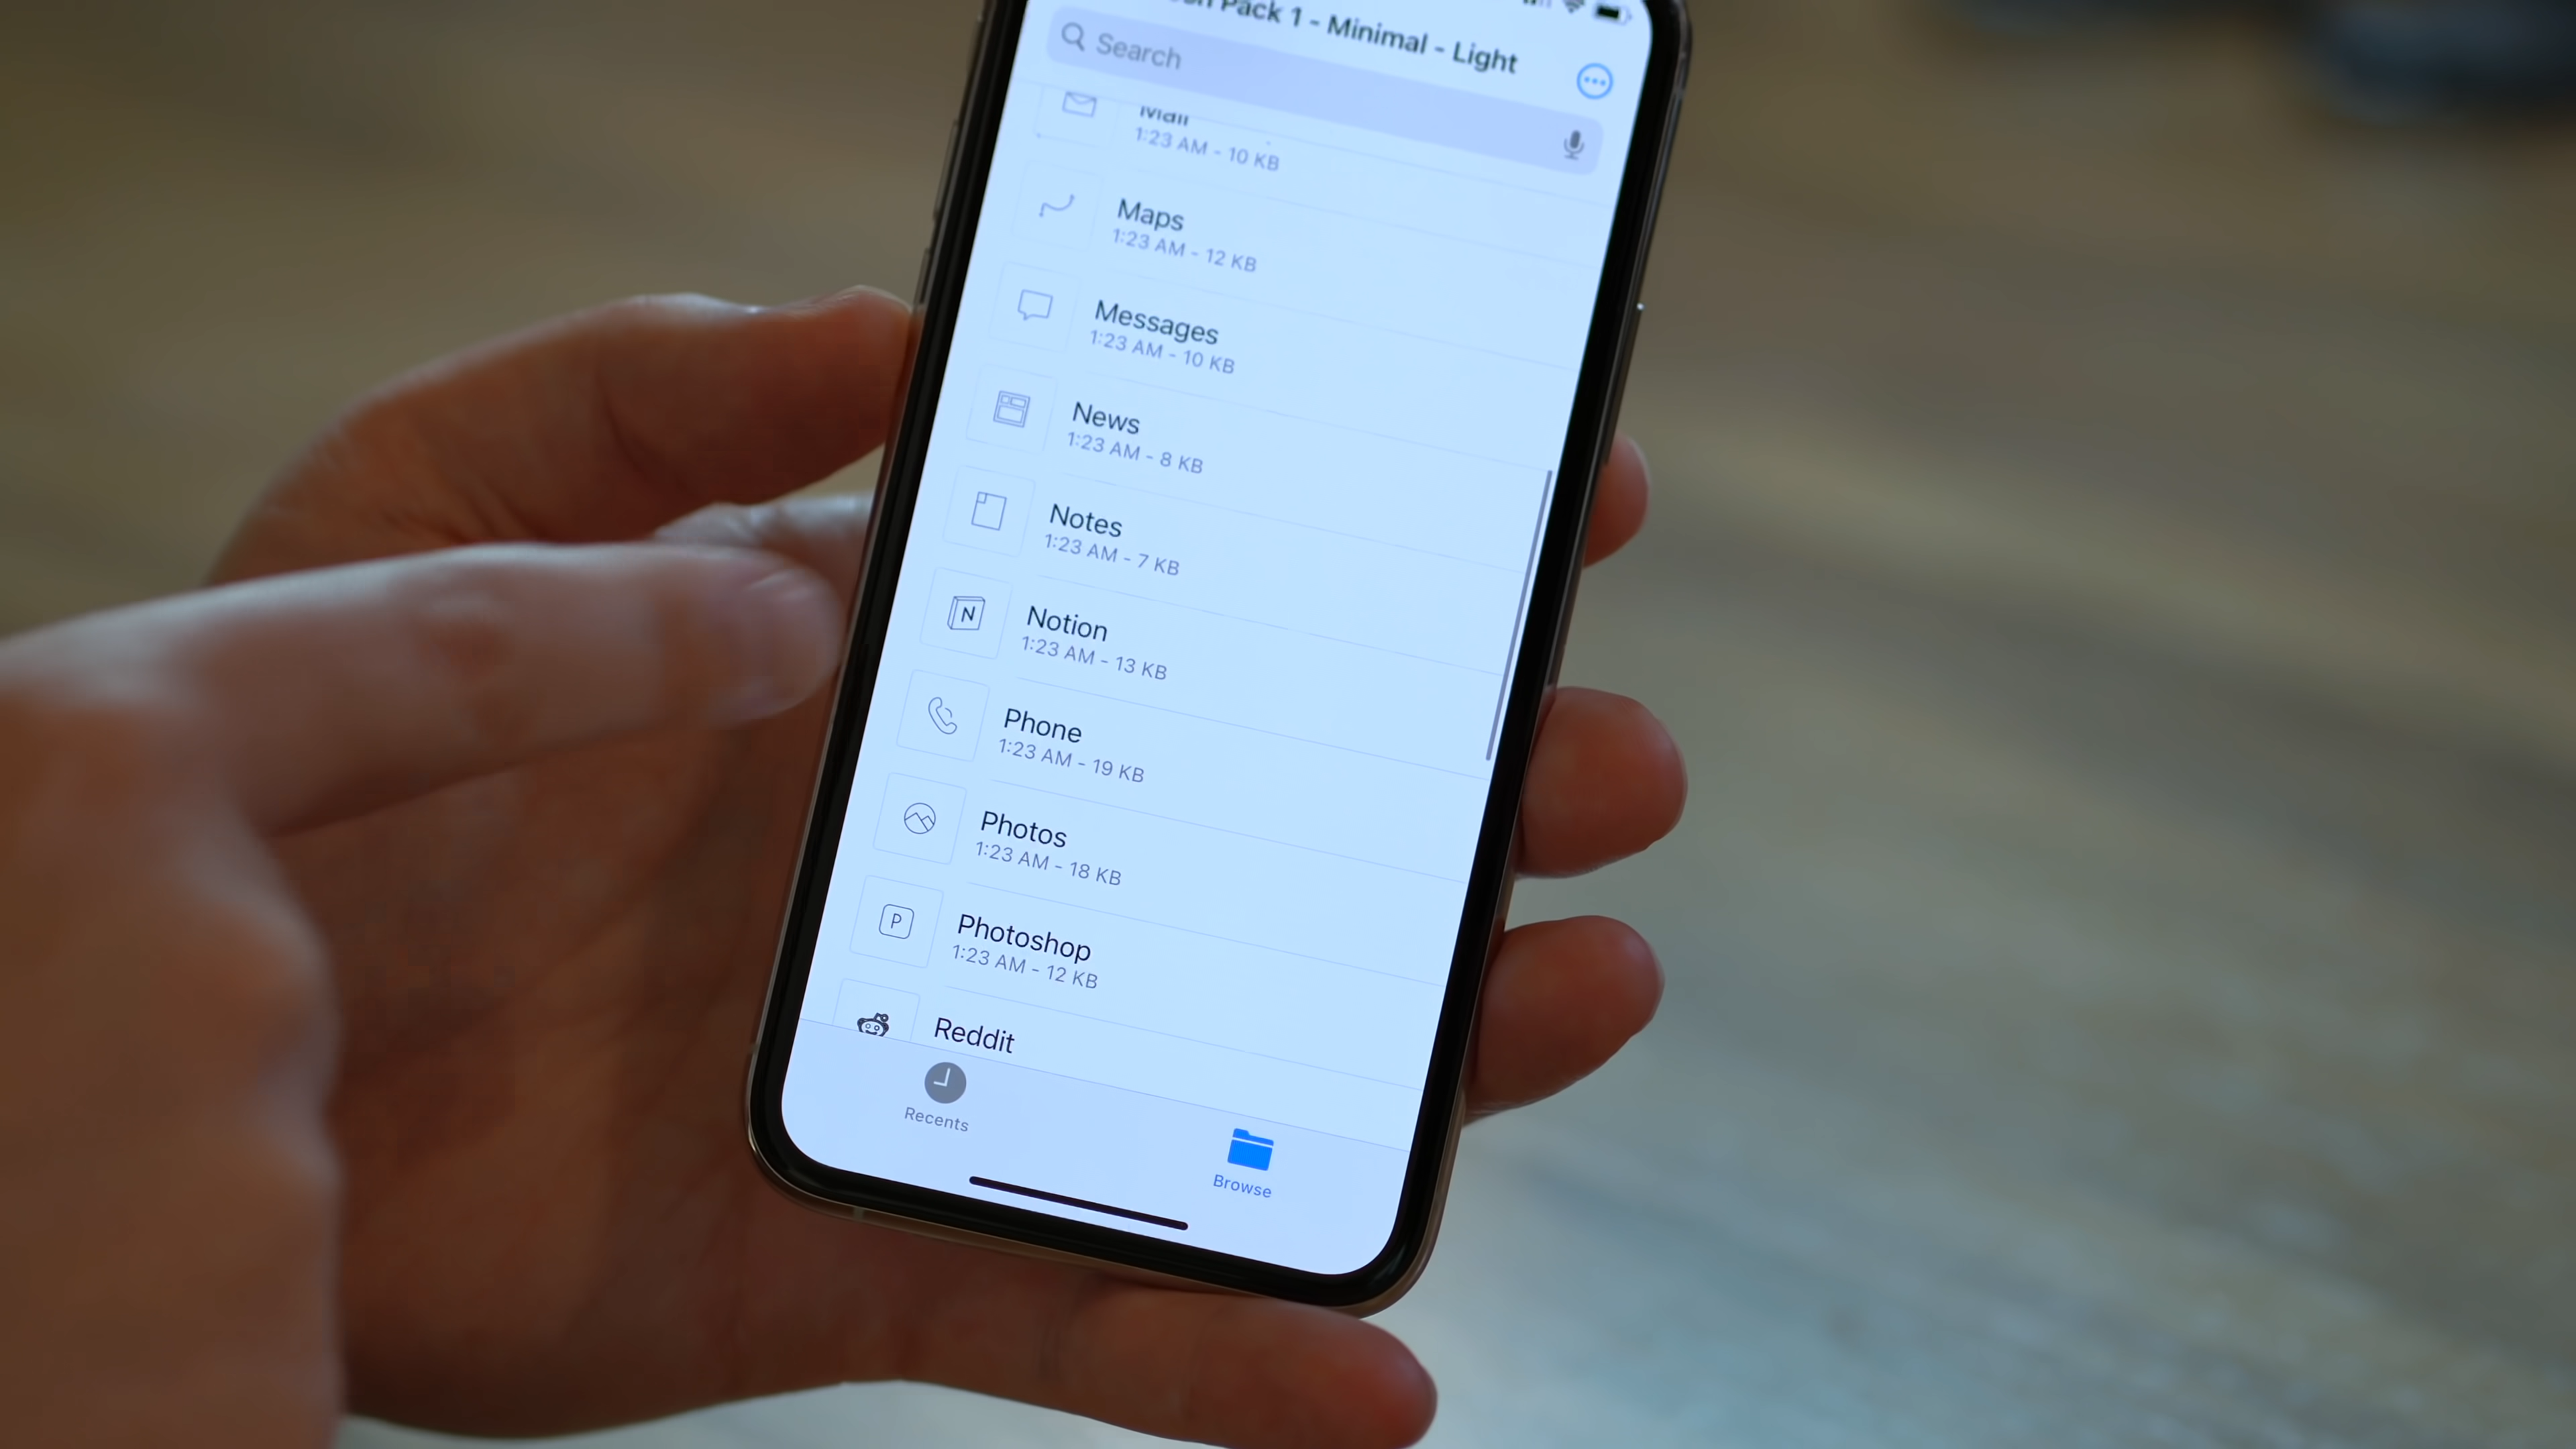 Pack 1 - Minimal - Light
Search
Mail
1:23 AM - 10 KB
Maps
1:23 AM - 12 KB
Messages
1:23 AM - 10 KB
News
1:23 AM - 8 KB
Notes
1:23 AM - 7 KB
N
Notion
1:23 AM - 13 KB
Phone
1:23 AM - 19 KB
Photos
1:23 AM - 18 KB
P
Photoshop
1:23 AM - 12 KB
Reddit
Recents
Browse